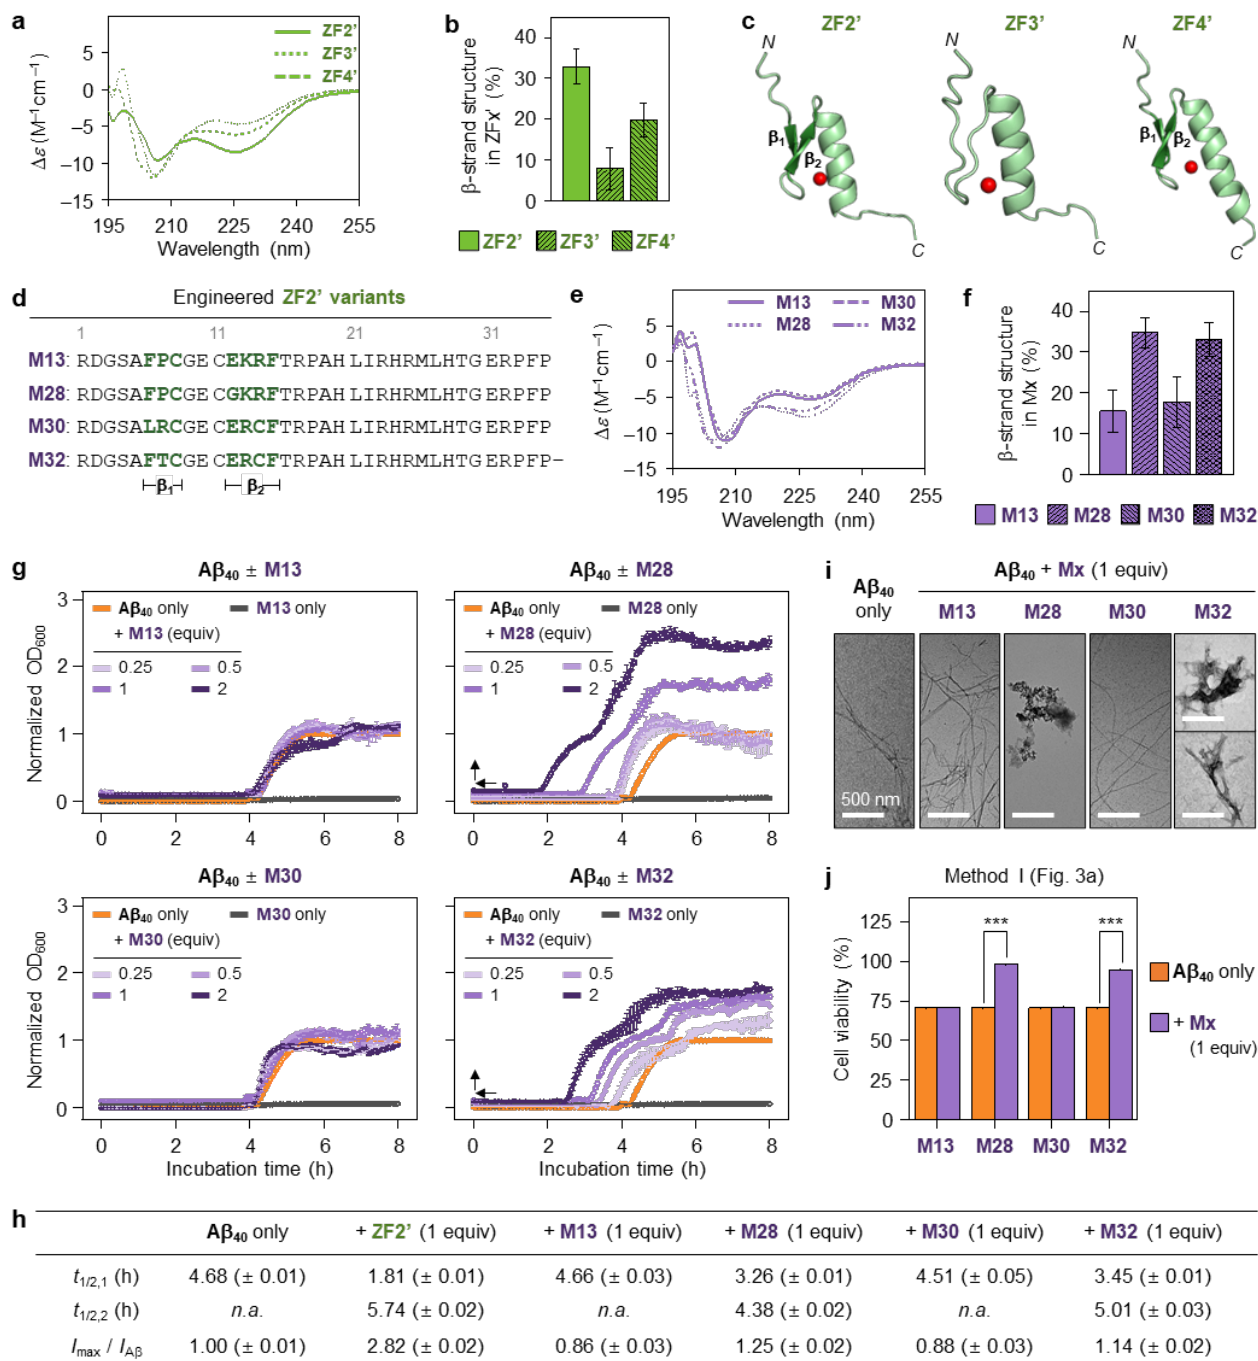 a
ZF2'
ZF3'
ZF4'
Δε (M⁻¹cm⁻¹)
5
0
−5
−10
−15
195 210 225 240 255
Wavelength (nm)
b
β-strand structure
in ZFx' (%)
40
30
20
10
0
ZF2' ZF3' ZF4'
c
ZF2' ZF3' ZF4'
N N N
β₁ β₂ β₁ β₂
C C C
d
Engineered ZF2' variants
1 11 21 31
M13: RDGSAFPCGECEKRFTRPAHLIRHRMLHTGERPFP
M28: RDGSAFPCGECGKRFTRPAHLIRHRMLHTGERPFP
M30: RDGSALRCGECERCFTRPAHLIRHRMLHTGERPFP
M32: RDGSAFTCGECERCFTRPAHLIRHRMLHTGERPFP–
β₁ β₂
e
M13 M30
M28 M32
Δε (M⁻¹cm⁻¹)
5
0
−5
−10
−15
195 210 225 240 255
Wavelength (nm)
f
β-strand structure
in Mx (%)
40
30
20
10
0
M13 M28 M30 M32
g
Aβ₄₀ ± M13
Aβ₄₀ only M13 only
+ M13 (equiv)
0.25 0.5
1 2
Normalized OD₆₀₀
3
2
1
0
0 2 4 6 8
Aβ₄₀ ± M28
Aβ₄₀ only M28 only
+ M28 (equiv)
0.25 0.5
1 2
0 2 4 6 8
Aβ₄₀ ± M30
Aβ₄₀ only M30 only
+ M30 (equiv)
0.25 0.5
1 2
Normalized OD₆₀₀
3
2
1
0
0 2 4 6 8
Incubation time (h)
Aβ₄₀ ± M32
Aβ₄₀ only M32 only
+ M32 (equiv)
0.25 0.5
1 2
0 2 4 6 8
Incubation time (h)
i
Aβ₄₀
only
Aβ₄₀ + Mx (1 equiv)
M13 M28 M30 M32
500 nm
j
Method I (Fig. 3a)
Cell viability (%)
125
100
75
50
25
0
*** ***
M13 M28 M30 M32
Aβ₄₀ only
+ Mx
(1 equiv)
h
Aβ₄₀ only + ZF2' (1 equiv) + M13 (1 equiv) + M28 (1 equiv) + M30 (1 equiv) + M32 (1 equiv)
t1/2,1 (h) 4.68 (± 0.01) 1.81 (± 0.01) 4.66 (± 0.03) 3.26 (± 0.01) 4.51 (± 0.05) 3.45 (± 0.01)
t1/2,2 (h) n.a. 5.74 (± 0.02) n.a. 4.38 (± 0.02) n.a. 5.01 (± 0.03)
Imax / IAβ 1.00 (± 0.01) 2.82 (± 0.02) 0.86 (± 0.03) 1.25 (± 0.02) 0.88 (± 0.03) 1.14 (± 0.02)